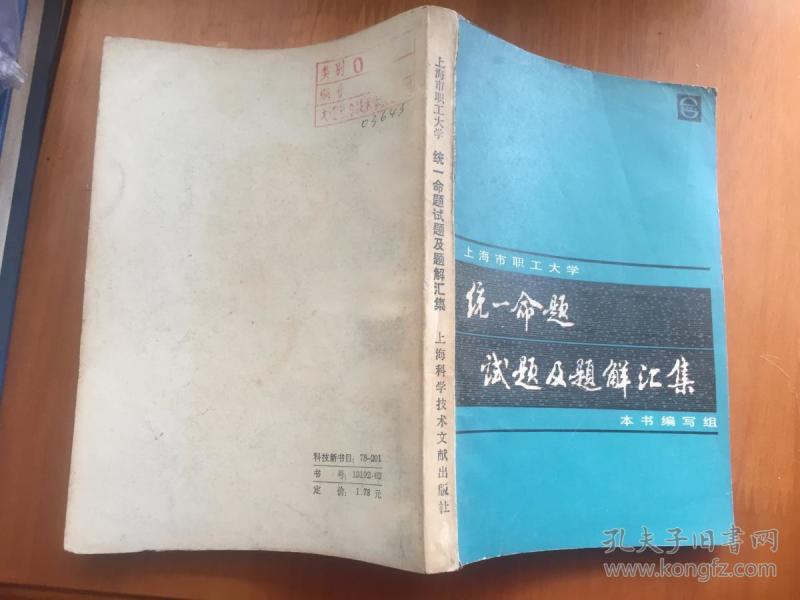 上海市职工大学
统一命题
试题及题解汇集
本书编写组
上海市职工大学 统一命题试题及题解汇集 上海科学技术文献出版社
类别 0
编号
03643
科技新书目：78-201
书 号：13192·62
定 价：1.78元
孔夫子旧书网
www.kongfz.com